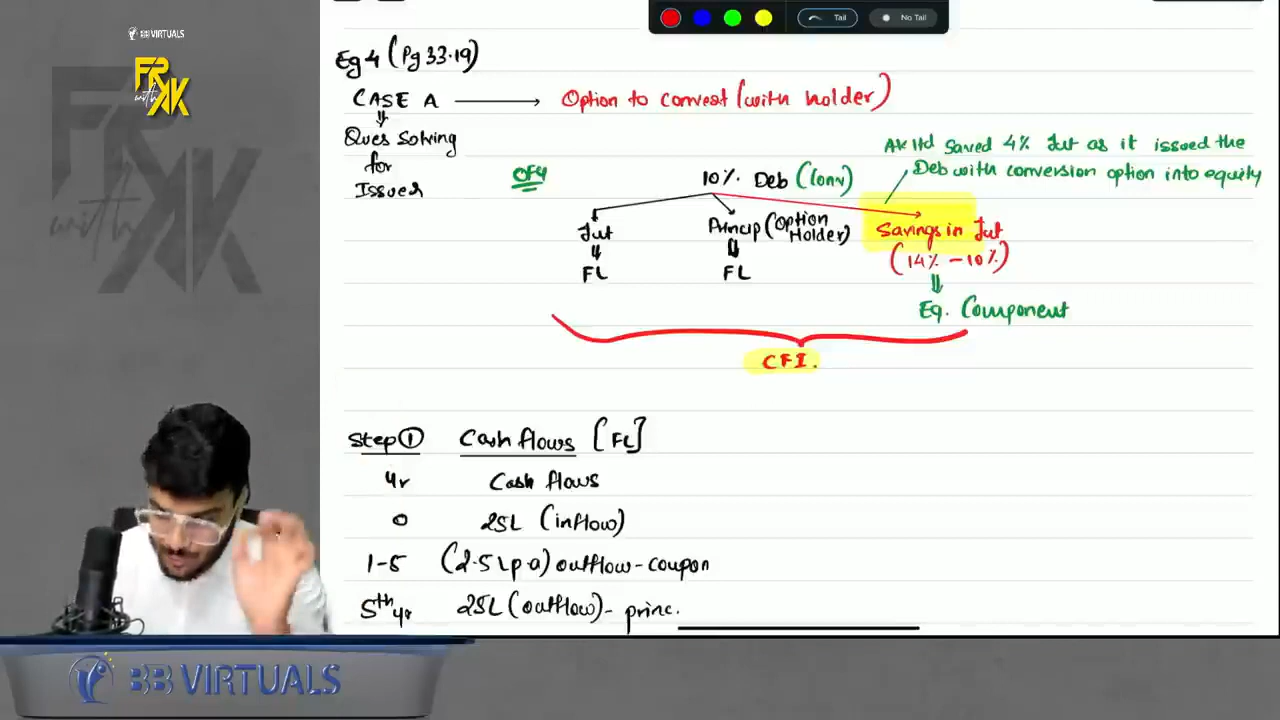 BB VIRTUALS
FR
with
KK
Tail
No Tail
Eg 4 (Pg 33.19)
CASE A → Option to convert (with holder)
⇓
Ques Solving
for
Issuer
AK ltd Saved 4% Int as it issued the
Deb with conversion option into equity
10% Deb (Conv)
Int
⇓
FL
Princip (Option Holder)
⇓
FL
Savings in Int
(14% - 10%)
⇓
Eq. Component
CFI.
Step ① Cash flows [FL]
Yr Cash flows
0 25L (inflow)
1-5 (2.5L p.a) outflow - coupon
5th yr 25L (outflow) - princ.
BB VIRTUALS